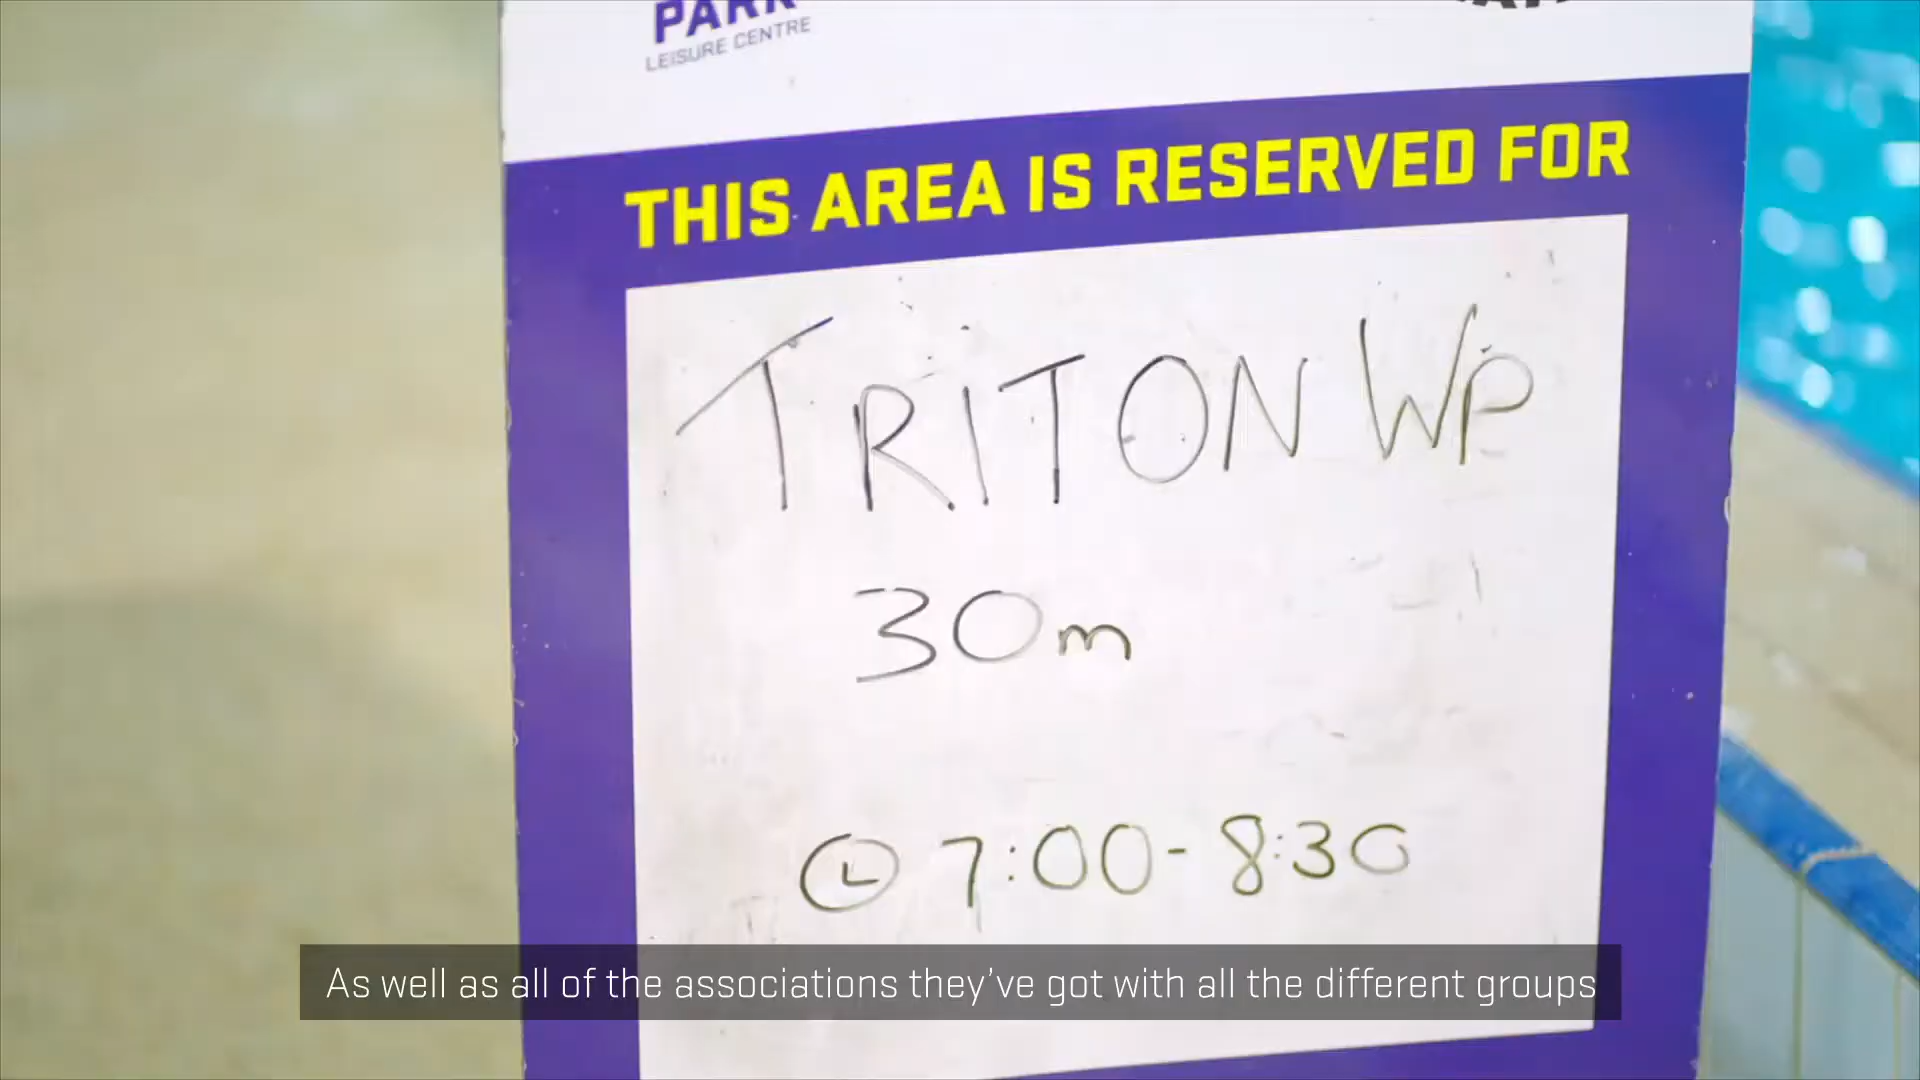 PARK
LEISURE CENTRE
THIS AREA IS RESERVED FOR
TRITON WP
30m
7:00-8:30
As well as all of the associations they've got with all the different groups